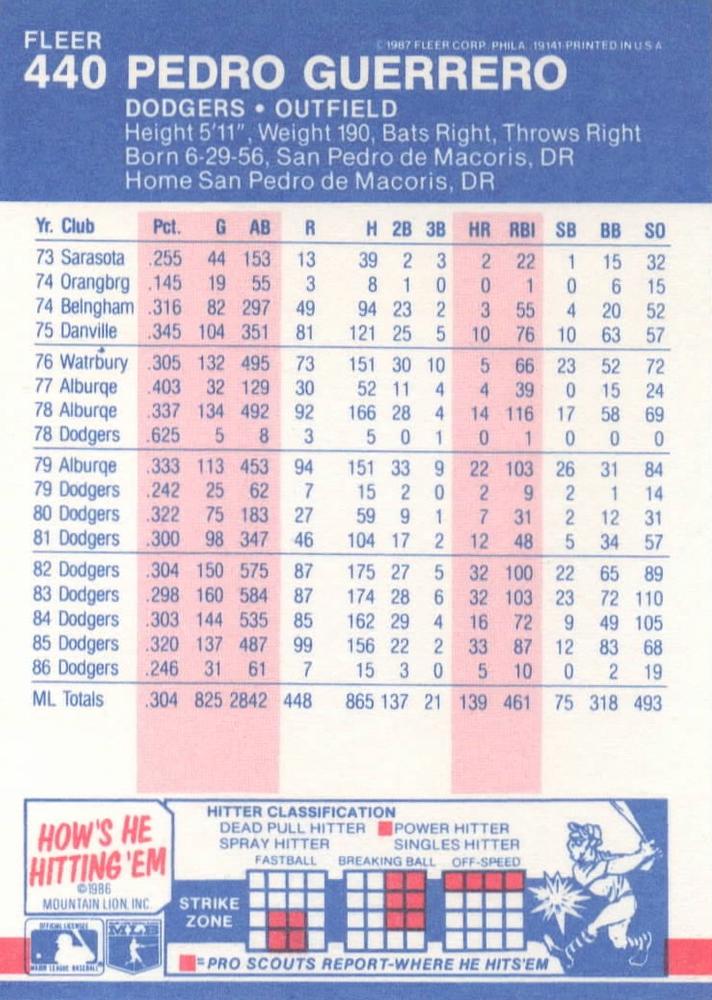 FLEER
© 1987 FLEER CORP. PHILA. 19141 PRINTED IN U S A
440 PEDRO GUERRERO
DODGERS • OUTFIELD
Height 5'11", Weight 190, Bats Right, Throws Right
Born 6-29-56, San Pedro de Macoris, DR
Home San Pedro de Macoris, DR
Yr. Club Pct. G AB R H 2B 3B HR RBI SB BB SO
73 Sarasota .255 44 153 13 39 2 3 2 22 1 15 32
74 Orangbrg .145 19 55 3 8 1 0 0 1 0 6 15
74 Belngham .316 82 297 49 94 23 2 3 55 4 20 52
75 Danville .345 104 351 81 121 25 5 10 76 10 63 57
76 Watrbury .305 132 495 73 151 30 10 5 66 23 52 72
77 Alburqe .403 32 129 30 52 11 4 4 39 0 15 24
78 Alburqe .337 134 492 92 166 28 4 14 116 17 58 69
78 Dodgers .625 5 8 3 5 0 1 0 1 0 0 0
79 Alburqe .333 113 453 94 151 33 9 22 103 26 31 84
79 Dodgers .242 25 62 7 15 2 0 2 9 2 1 14
80 Dodgers .322 75 183 27 59 9 1 7 31 2 12 31
81 Dodgers .300 98 347 46 104 17 2 12 48 5 34 57
82 Dodgers .304 150 575 87 175 27 5 32 100 22 65 89
83 Dodgers .298 160 584 87 174 28 6 32 103 23 72 110
84 Dodgers .303 144 535 85 162 29 4 16 72 9 49 105
85 Dodgers .320 137 487 99 156 22 2 33 87 12 83 68
86 Dodgers .246 31 61 7 15 3 0 5 10 0 2 19
ML Totals .304 825 2842 448 865 137 21 139 461 75 318 493
HOW'S HE
HITTING 'EM
©1986
MOUNTAIN LION, INC.
HITTER CLASSIFICATION
DEAD PULL HITTER POWER HITTER
SPRAY HITTER SINGLES HITTER
FASTBALL BREAKING BALL OFF-SPEED
STRIKE
ZONE
=PRO SCOUTS REPORT-WHERE HE HITS'EM
OFFICIAL LICENSEE
MAJOR LEAGUE BASEBALL
MLB